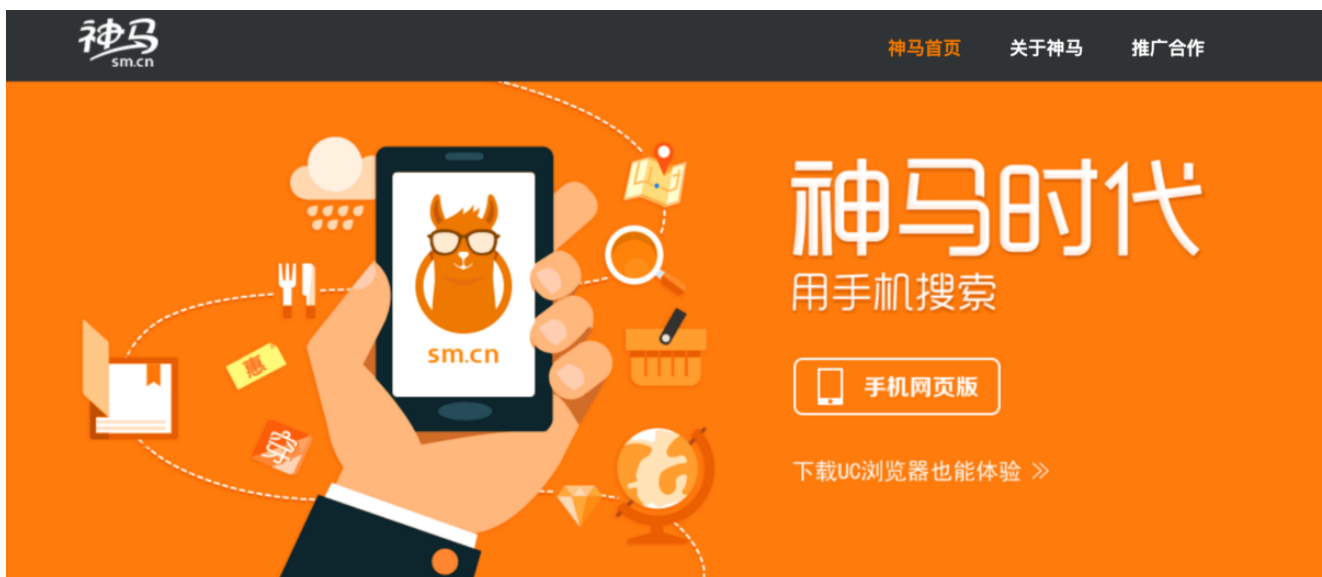 神马
sm.cn
神马首页 关于神马 推广合作
神马时代
用手机搜索
sm.cn
惠
手机网页版
下载UC浏览器也能体验 》